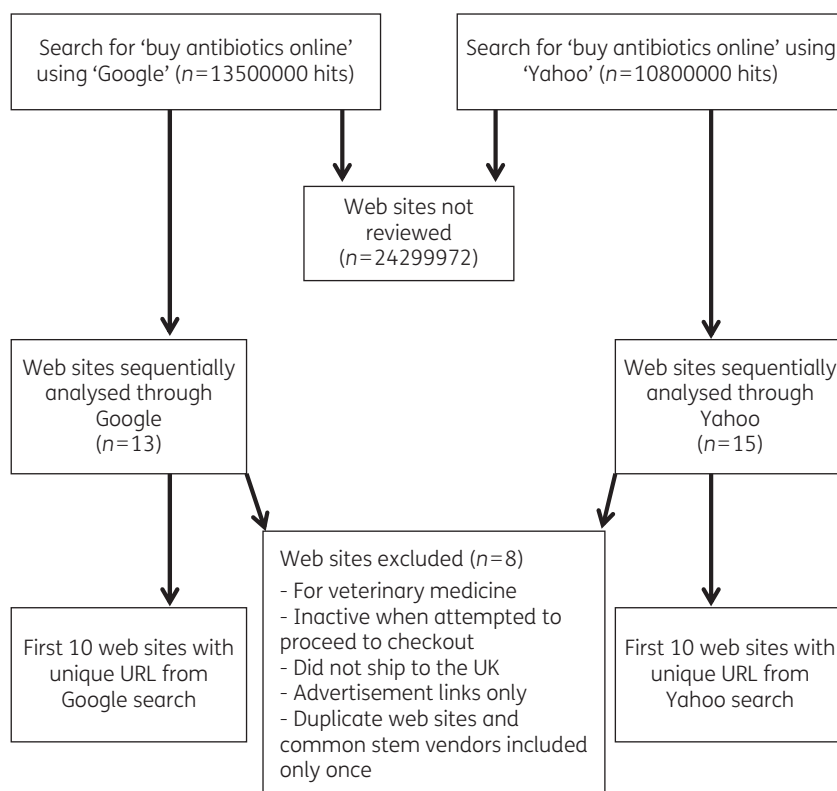 Search for ‘buy antibiotics online’
using ‘Google’ (n=13500000 hits)
Search for ‘buy antibiotics online’ using
‘Yahoo’ (n=10800000 hits)
Web sites not
reviewed
(n=24299972)
Web sites sequentially
analysed through
Google
(n=13)
Web sites sequentially
analysed through
Yahoo
(n=15)
Web sites excluded (n=8)
- For veterinary medicine
- Inactive when attempted to
proceed to checkout
- Did not ship to the UK
- Advertisement links only
- Duplicate web sites and
common stem vendors included
only once
First 10 web sites with
unique URL from
Google search
First 10 web sites with
unique URL from
Yahoo search